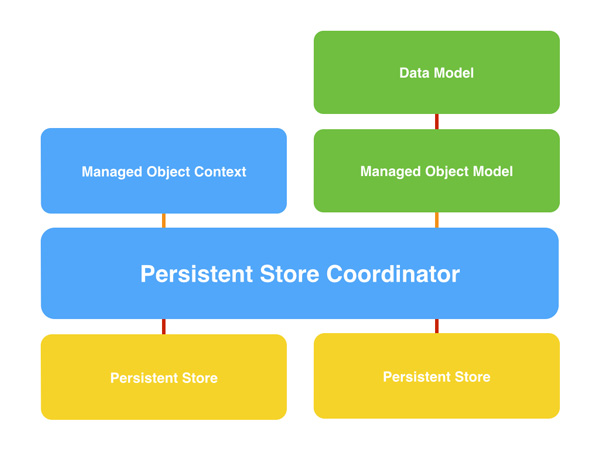 Data Model
Managed Object Context
Managed Object Model
Persistent Store Coordinator
Persistent Store
Persistent Store